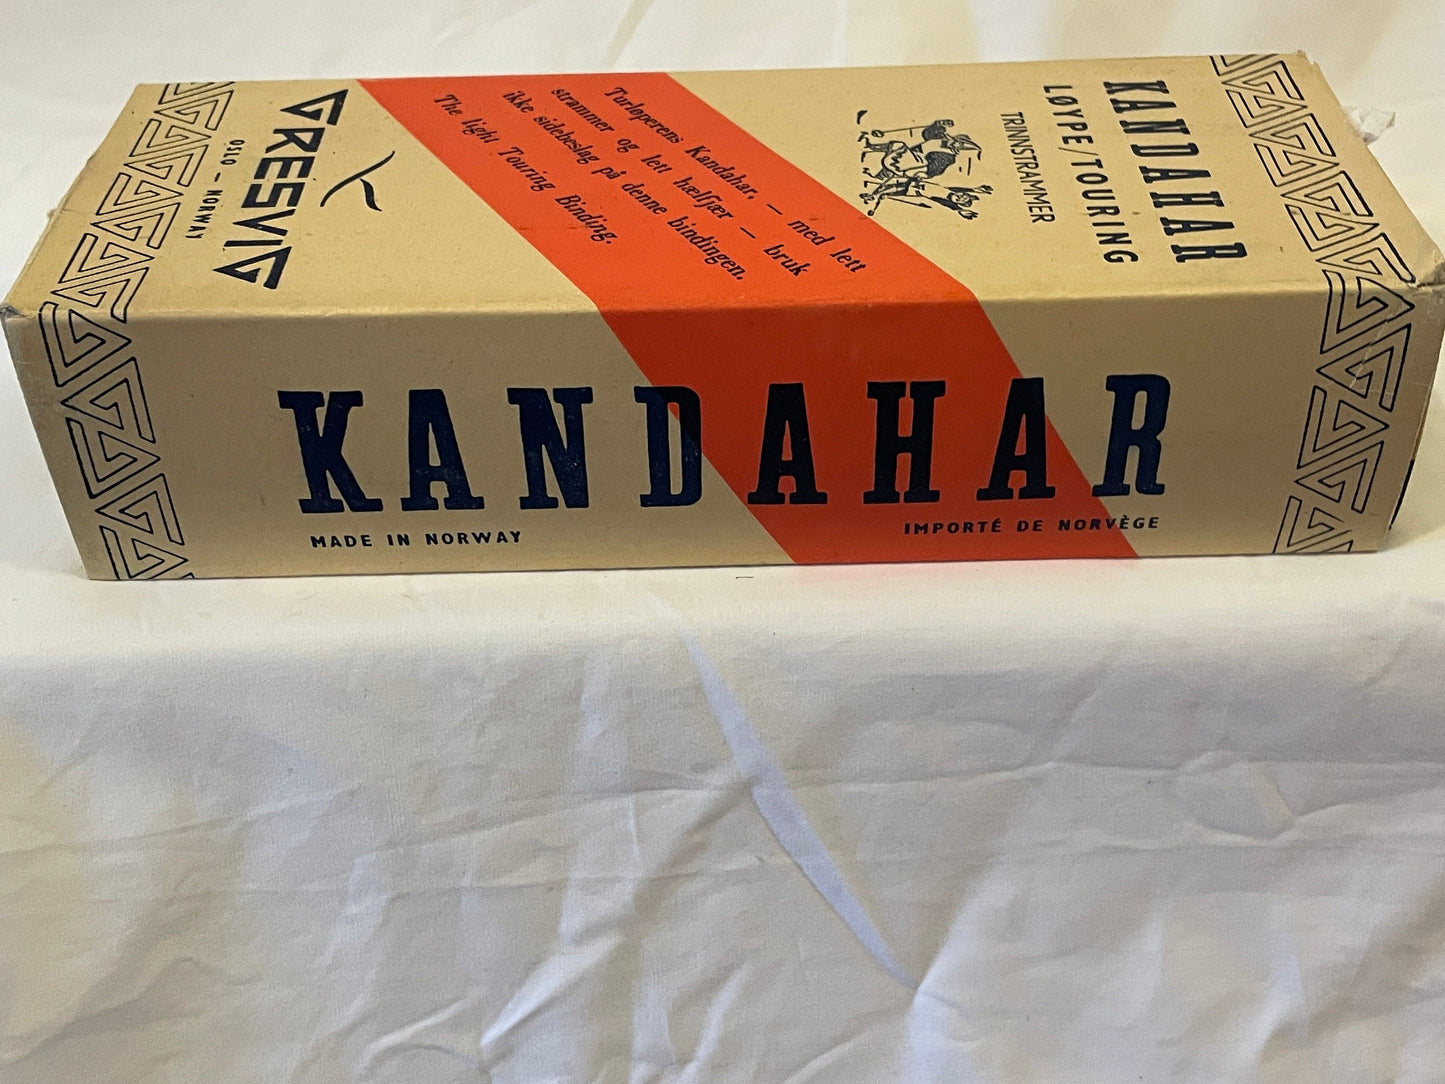 KANDAHAR
LØYPE/TOURING
TRINNSTRAMMER
Turløperens Kandahar, – med lett
strammer og lett hælfjær – bruk
ikke sidebeslag på denne bindingen.
The light Touring Binding.
GRESVIG
OSLO – NORWAY
KANDAHAR
MADE IN NORWAY
IMPORTÉ DE NORVÈGE